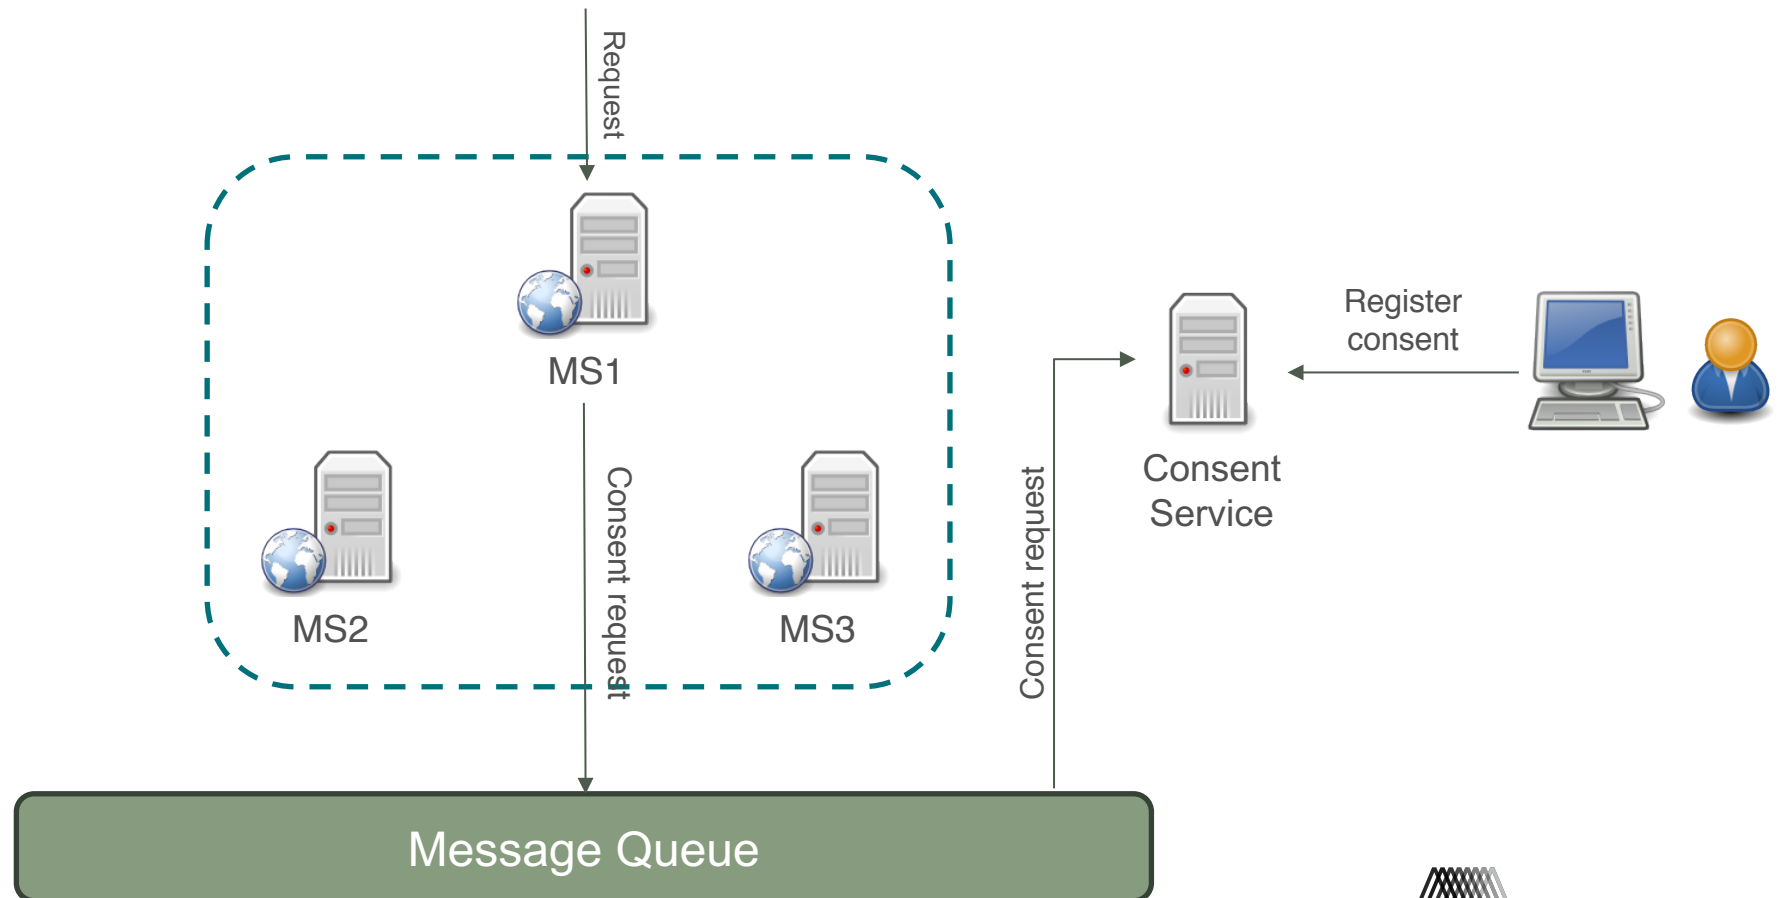 Request
MS1
Register
consent
Consent
Service
Consent request
Consent request
MS2
MS3
Message Queue